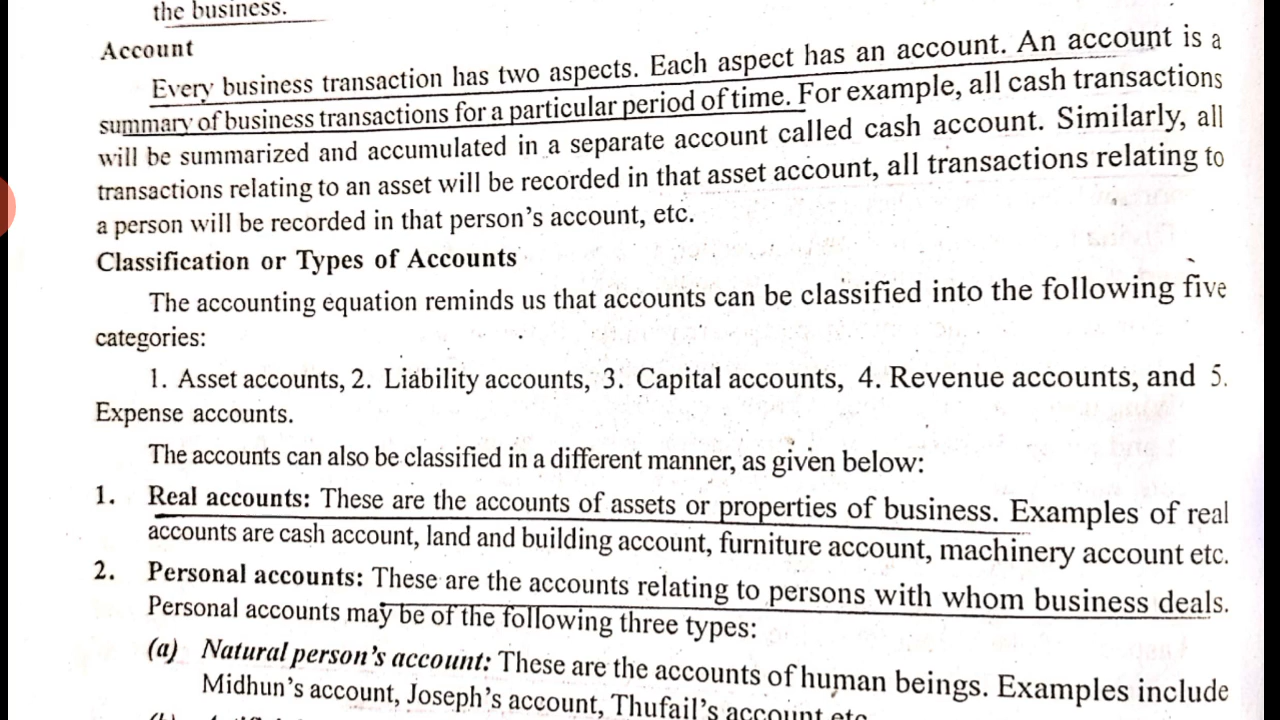 the business.
Account
Every business transaction has two aspects. Each aspect has an account. An account is a
summary of business transactions for a particular period of time. For example, all cash transactions
will be summarized and accumulated in a separate account called cash account. Similarly, all
transactions relating to an asset will be recorded in that asset account, all transactions relating to
a person will be recorded in that person's account, etc.
Classification or Types of Accounts
The accounting equation reminds us that accounts can be classified into the following five
categories:
1. Asset accounts, 2. Liability accounts, 3. Capital accounts, 4. Revenue accounts, and 5.
Expense accounts.
The accounts can also be classified in a different manner, as given below:
1. Real accounts: These are the accounts of assets or properties of business. Examples of real
accounts are cash account, land and building account, furniture account, machinery account etc.
2. Personal accounts: These are the accounts relating to persons with whom business deals.
Personal accounts may be of the following three types:
(a) Natural person's account: These are the accounts of human beings. Examples include
Midhun's account, Joseph's account, Thufail's account etc